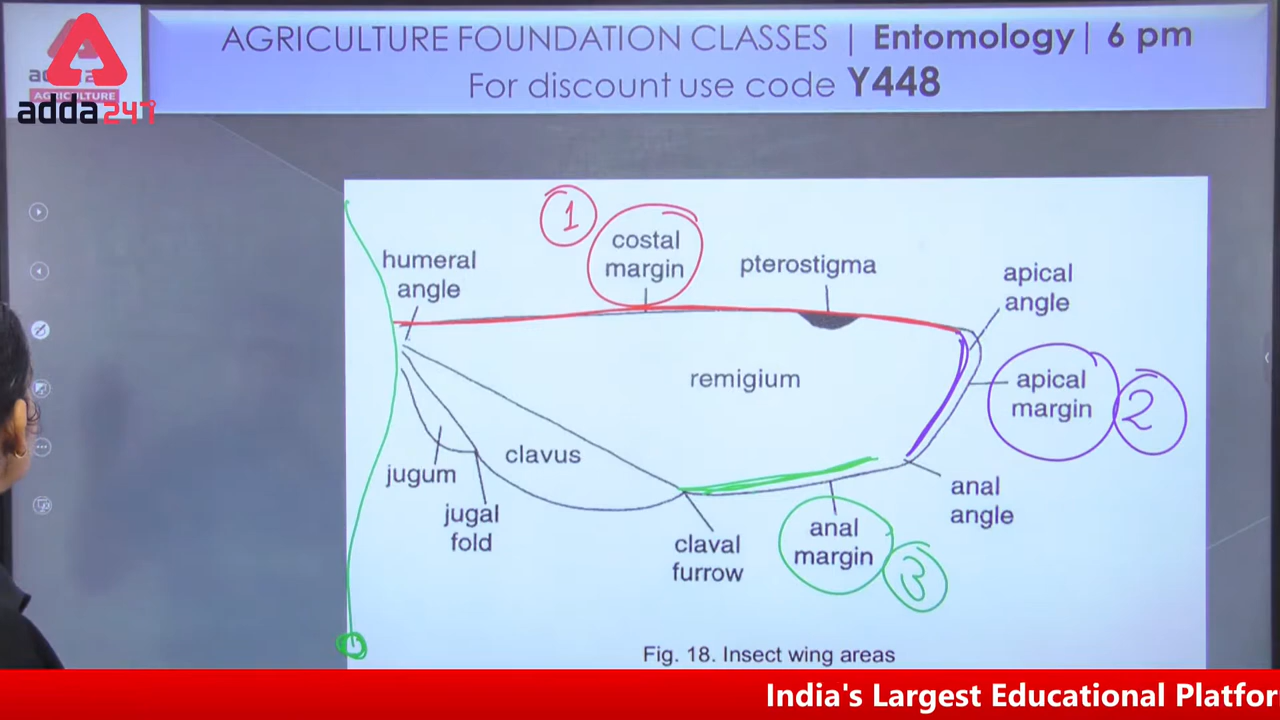 AGRICULTURE FOUNDATION CLASSES | Entomology| 6 pm
For discount use code Y448
AGRICULTURE
adda247
1
costal
margin
humeral
angle
pterostigma
apical
angle
remigium
apical
margin
2
clavus
jugum
jugal
fold
claval
furrow
anal
margin
3
anal
angle
Fig. 18. Insect wing areas
India's Largest Educational Platfor